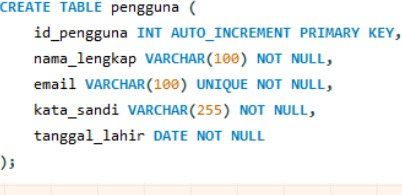 CREATE TABLE pengguna (
    id_pengguna INT AUTO_INCREMENT PRIMARY KEY,
    nama_lengkap VARCHAR(100) NOT NULL,
    email VARCHAR(100) UNIQUE NOT NULL,
    kata_sandi VARCHAR(255) NOT NULL,
    tanggal_lahir DATE NOT NULL
);